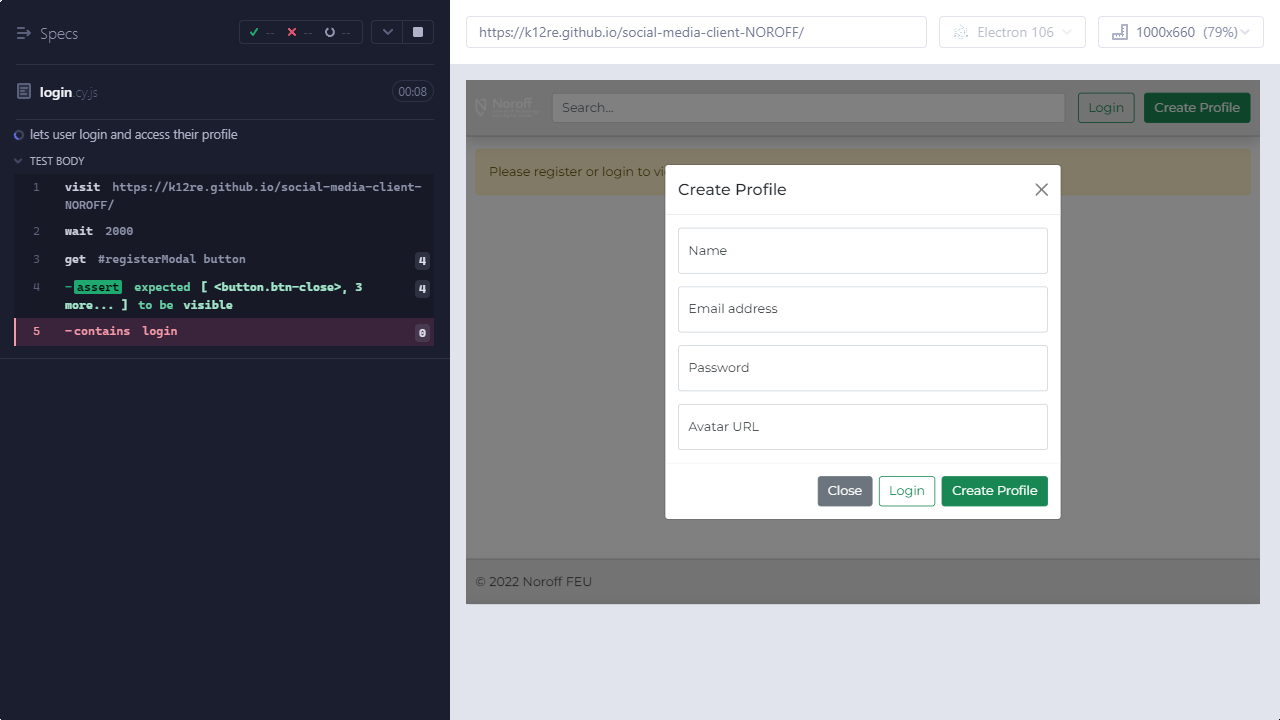 Specs
-- -- --
login.cy.js
00:08
lets user login and access their profile
TEST BODY
1 visit https://k12re.github.io/social-media-client-
NOROFF/
2 wait 2000
3 get #registerModal button 4
4 -assert expected [ <button.btn-close>, 3 4
more... ] to be visible
5 -contains login 0
https://k12re.github.io/social-media-client-NOROFF/
Electron 106
1000x660 (79%)
Noroff
Search...
Login
Create Profile
Please register or login to vi
Create Profile
Name
Email address
Password
Avatar URL
Close
Login
Create Profile
© 2022 Noroff FEU